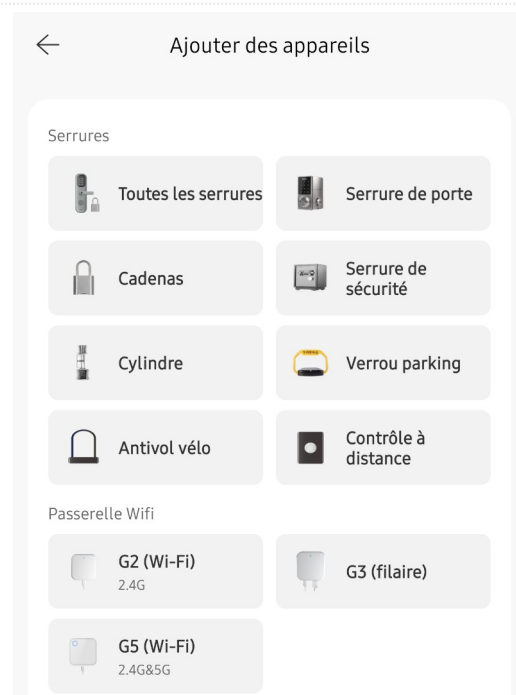 Ajouter des appareils
Serrures
Toutes les serrures
Serrure de porte
Cadenas
Serrure de
sécurité
Cylindre
Verrou parking
Antivol vélo
Contrôle à
distance
Passerelle Wifi
G2 (Wi-Fi)
2.4G
G3 (filaire)
G5 (Wi-Fi)
2.4G&5G